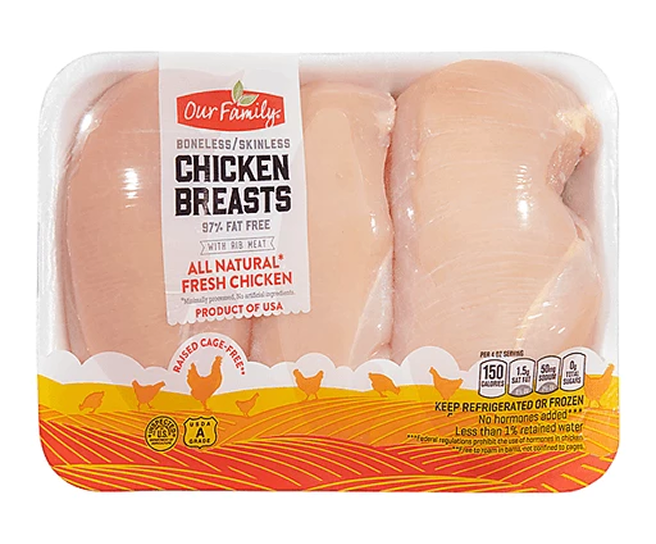 Our Family
BONELESS/SKINLESS
CHICKEN
BREASTS
97% FAT FREE
WITH RIB MEAT
ALL NATURAL*
FRESH CHICKEN
*Minimally processed, No artificial ingredients.
PRODUCT OF USA
RAISED CAGE-FREE**
PER 4 OZ SERVING
150 CALORIES
1.5g SAT FAT
50mg SODIUM
0g TOTAL SUGARS
KEEP REFRIGERATED OR FROZEN
No hormones added***
Less than 1% retained water
***Federal regulations prohibit the use of hormones in chicken.
**Free to roam in barns, not confined to cages.
INSPECTED
U.S.
USDA
A
GRADE